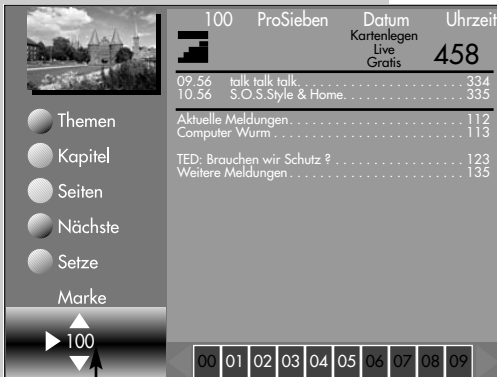 100 ProSieben Datum Uhrzeit
Kartenlegen
Live
Gratis
458
09.56 talk talk talk. . . . . . . . . . . . . . . . . . . . . . . . 334
10.56 S.O.S.Style & Home. . . . . . . . . . . . . . . . . 335
Aktuelle Meldungen. . . . . . . . . . . . . . . . . . . . . . . . 112
Computer Wurm . . . . . . . . . . . . . . . . . . . . . . . . . . 113
TED: Brauchen wir Schutz ? . . . . . . . . . . . . . . . . . 123
Weitere Meldungen. . . . . . . . . . . . . . . . . . . . . . . . 135
Themen
Kapitel
Seiten
Nächste
Setze
Marke
100
00 01 02 03 04 05 06 07 08 09